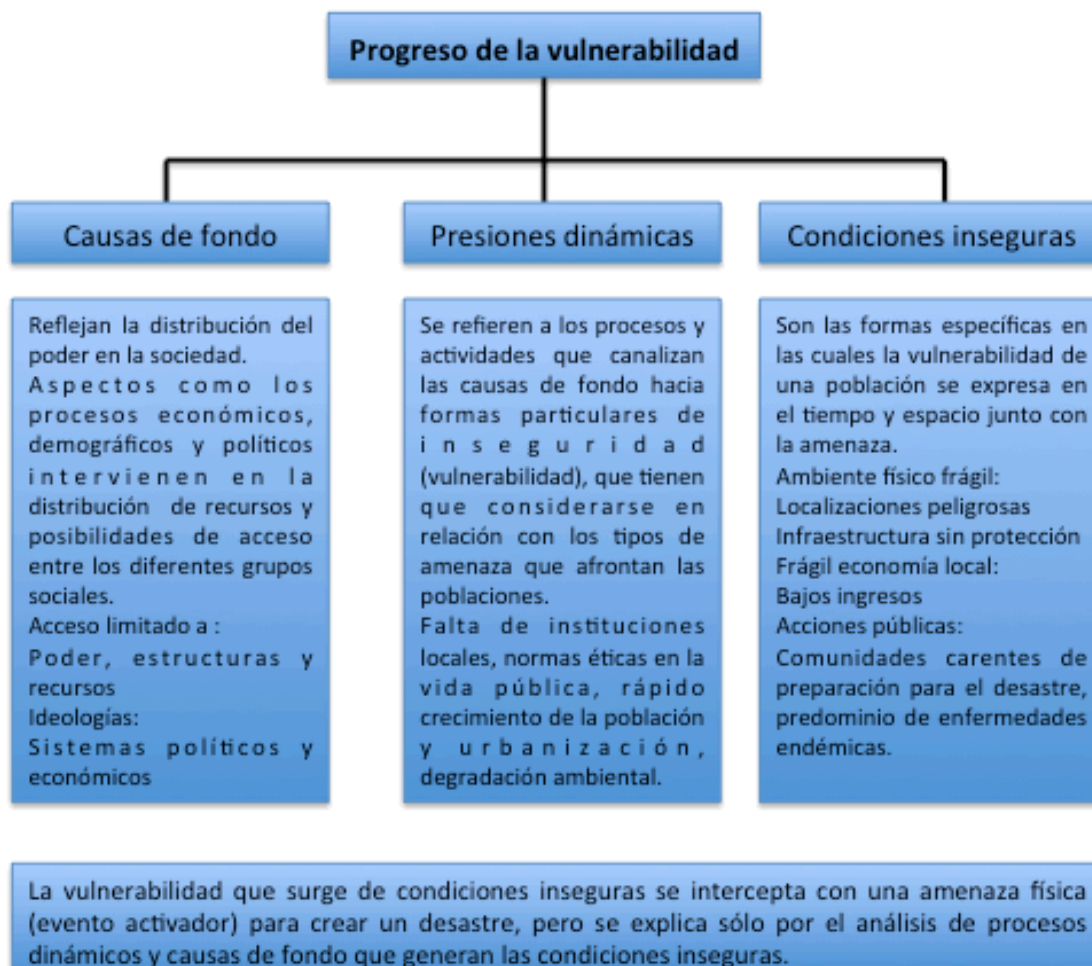 Progreso de la vulnerabilidad
Causas de fondo
Reflejan la distribución del
poder en la sociedad.
Aspectos como los
procesos económicos,
demográficos y políticos
intervienen en la
distribución de recursos y
posibilidades de acceso
entre los diferentes grupos
sociales.
Acceso limitado a :
Poder, estructuras y
recursos
Ideologías:
Sistemas políticos y
económicos
Presiones dinámicas
Se refieren a los procesos y
actividades que canalizan
las causas de fondo hacia
formas particulares de
inseguridad
(vulnerabilidad), que tienen
que considerarse en
relación con los tipos de
amenaza que afrontan las
poblaciones.
Falta de instituciones
locales, normas éticas en la
vida pública, rápido
crecimiento de la población
y urbanización,
degradación ambiental.
Condiciones inseguras
Son las formas específicas en
las cuales la vulnerabilidad de
una población se expresa en
el tiempo y espacio junto con
la amenaza.
Ambiente físico frágil:
Localizaciones peligrosas
Infraestructura sin protección
Frágil economía local:
Bajos ingresos
Acciones públicas:
Comunidades carentes de
preparación para el desastre,
predominio de enfermedades
endémicas.
La vulnerabilidad que surge de condiciones inseguras se intercepta con una amenaza física
(evento activador) para crear un desastre, pero se explica sólo por el análisis de procesos
dinámicos y causas de fondo que generan las condiciones inseguras.